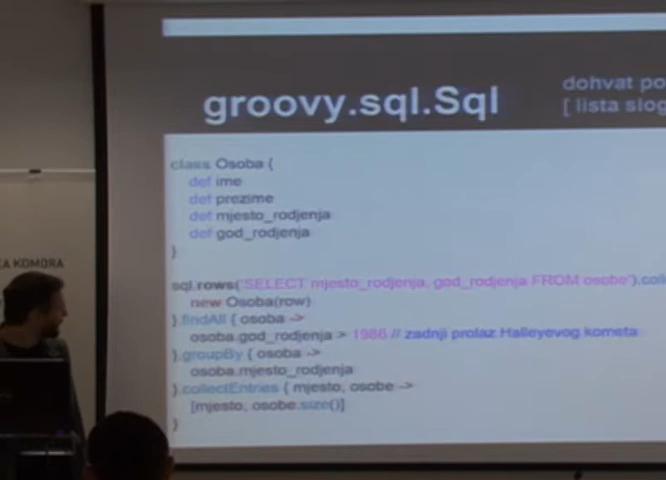 groovy.sql.Sql
dohvat po
[ lista slog
class Osoba {
def ime
def prezime
def mjesto_rodjenja
def god_rodjenja
}
sql.rows('SELECT mjesto_rodjenja, god_rodjenja FROM osobe').coll
new Osoba(row)
}.findAll { osoba ->
osoba.god_rodjenja > 1986 // zadnji prolaz Halleyevog kometa
}.groupBy { osoba ->
osoba.mjesto_rodjenja
}.collectEntries { mjesto, osobe ->
[mjesto, osobe.size()]
}
A KOMORA